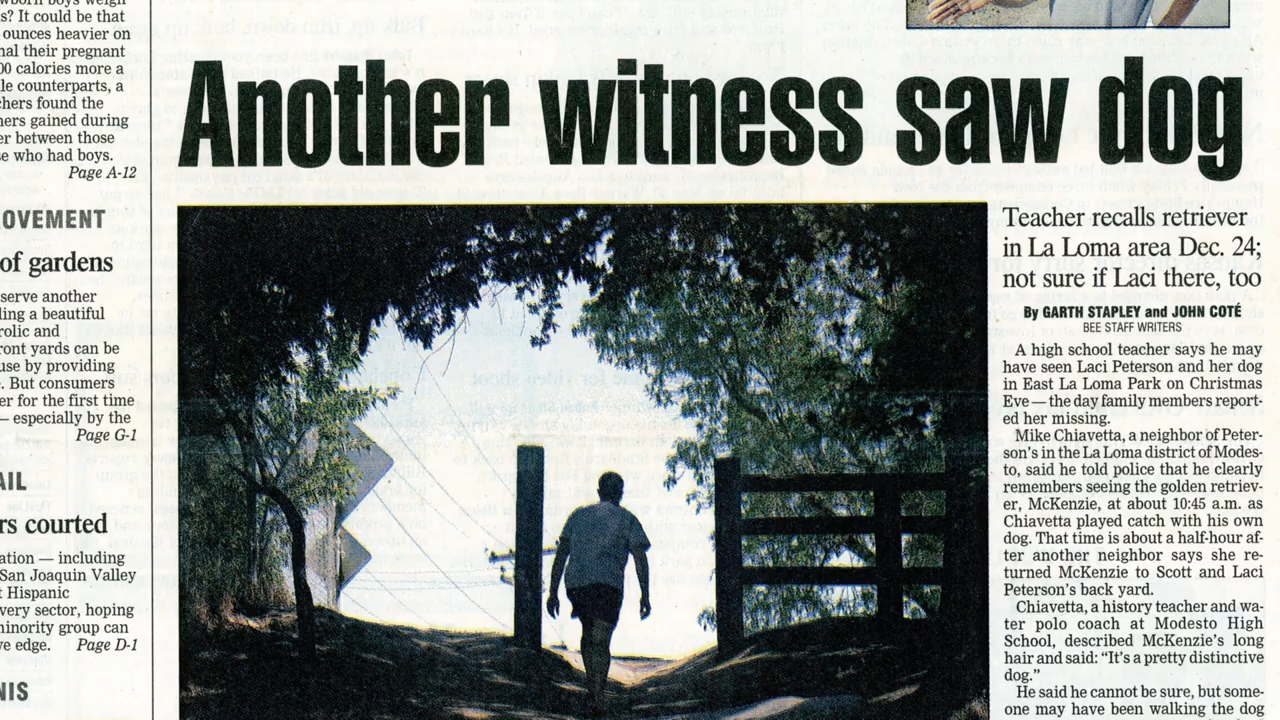 s? It could be that
ounces heavier on
nal their pregnant
00 calories more a
le counterparts, a
chers found the
ners gained during
er between those
se who had boys.
Page A-12
OVEMENT
of gardens
serve another
ling a beautiful
rolic and
ront yards can be
use by providing
. But consumers
er for the first time
— especially by the
Page G-1
AIL
rs courted
ation — including
San Joaquin Valley
t Hispanic
very sector, hoping
minority group can
ve edge. Page D-1
NIS
Another witness saw dog
Teacher recalls retriever
in La Loma area Dec. 24;
not sure if Laci there, too
By GARTH STAPLEY and JOHN COTÉ
BEE STAFF WRITERS
A high school teacher says he may
have seen Laci Peterson and her dog
in East La Loma Park on Christmas
Eve — the day family members report-
ed her missing.
Mike Chiavetta, a neighbor of Peter-
son's in the La Loma district of Modes-
to, said he told police that he clearly
remembers seeing the golden retriev-
er, McKenzie, at about 10:45 a.m. as
Chiavetta played catch with his own
dog. That time is about a half-hour af-
ter another neighbor says she re-
turned McKenzie to Scott and Laci
Peterson's back yard.
Chiavetta, a history teacher and wa-
ter polo coach at Modesto High
School, described McKenzie's long
hair and said: "It's a pretty distinctive
dog."
He said he cannot be sure, but some-
one may have been walking the dog